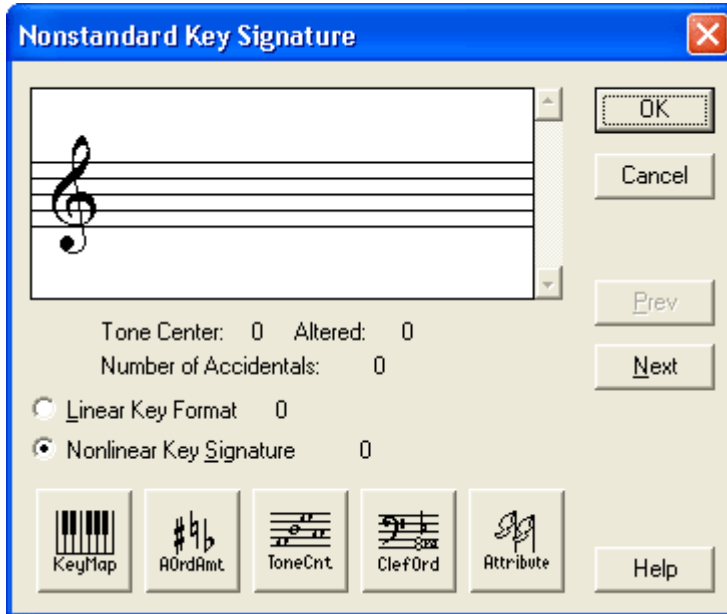 Nonstandard Key Signature
OK
Cancel
Tone Center: 0 Altered: 0
Number of Accidentals: 0
Prev
Next
Linear Key Format 0
Nonlinear Key Signature 0
KeyMap AOrdAmt ToneCnt ClefOrd Attribute
Help